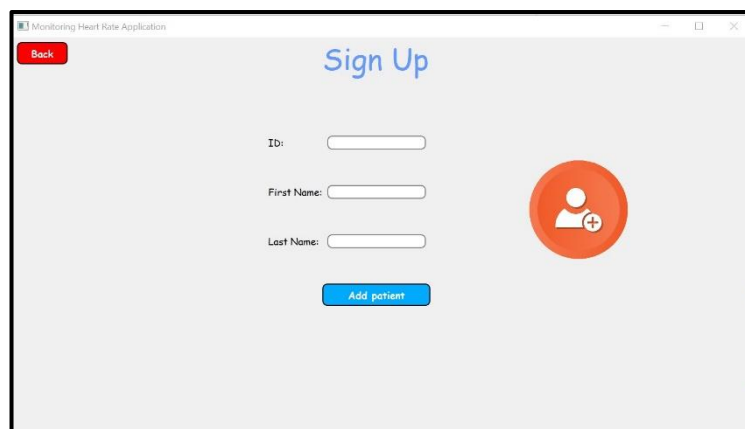 Monitoring Heart Rate Application
Back
Sign Up
ID:
First Name:
Last Name:
Add patient